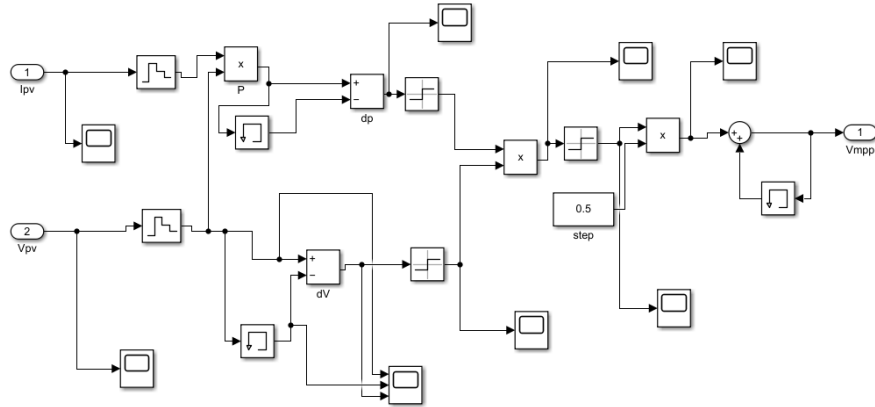 1
Ipv
x
P
+
−
dp
x
x
+
+
1
Vmpp
0.5
step
2
Vpv
+
−
dV